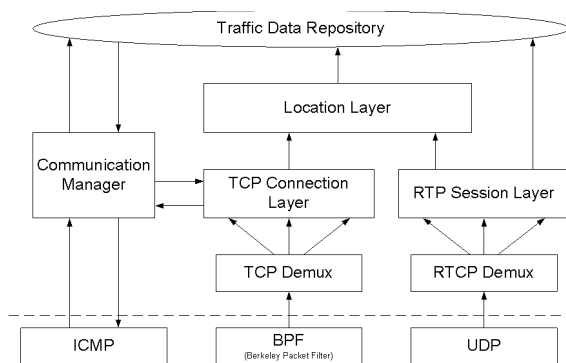 Traffic Data Repository
Location Layer
Communication
Manager
TCP Connection
Layer
RTP Session Layer
TCP Demux
RTCP Demux
ICMP
BPF
(Berkeley Packet Filter)
UDP